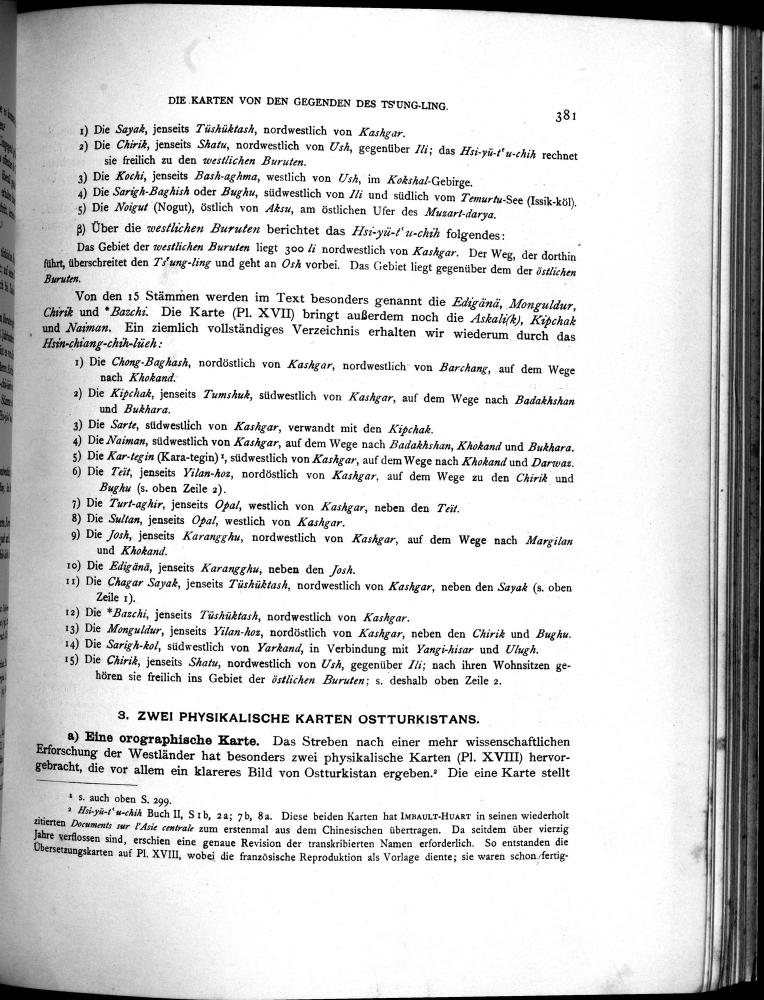 DIE KARTEN VON DEN GEGENDEN DES TS'UNG-LING.
381
1) Die Sayak, jenseits Tüshüktash, nordwestlich von Kashgar.
2) Die Chirik, jenseits Shatu, nordwestlich von Ush, gegenüber Ili; das Hsi-yü-t'u-chih rechnet
sie freilich zu den westlichen Buruten.
3) Die Kochi, jenseits Bash-aghma, westlich von Ush, im Kokshal-Gebirge.
4) Die Sarigh-Baghish oder Bughu, südwestlich von Ili und südlich vom Temurtu-See (Issik-köl).
5) Die Noigut (Nogut), östlich von Aksu, am östlichen Ufer des Muzart-darya.
β) Über die westlichen Buruten berichtet das Hsi-yü-t'u-chih folgendes:
Das Gebiet der westlichen Buruten liegt 300 li nordwestlich von Kashgar. Der Weg, der dorthin
führt, überschreitet den Ts'ung-ling und geht an Osh vorbei. Das Gebiet liegt gegenüber dem der östlichen
Buruten.
Von den 15 Stämmen werden im Text besonders genannt die Edigänä, Monguldur,
Chirik und *Bazchi. Die Karte (Pl. XVII) bringt außerdem noch die Askali(k), Kipchak
und Naiman. Ein ziemlich vollständiges Verzeichnis erhalten wir wiederum durch das
Hsin-chiang-chih-lüeh:
1) Die Chong-Baghash, nordöstlich von Kashgar, nordwestlich von Barchang, auf dem Wege
nach Khokand.
2) Die Kipchak, jenseits Tumshuk, südwestlich von Kashgar, auf dem Wege nach Badakhshan
und Bukhara.
3) Die Sarte, südwestlich von Kashgar, verwandt mit den Kipchak.
4) Die Naiman, südwestlich von Kashgar, auf dem Wege nach Badakhshan, Khokand und Bukhara.
5) Die Kar-tegin (Kara-tegin)¹, südwestlich von Kashgar, auf dem Wege nach Khokand und Darwaz.
6) Die Teït, jenseits Yilan-hoz, nordöstlich von Kashgar, auf dem Wege zu den Chirik und
Bughu (s. oben Zeile 2).
7) Die Turt-aghir, jenseits Opal, westlich von Kashgar, neben den Teït.
8) Die Sultan, jenseits Opal, westlich von Kashgar.
9) Die Josh, jenseits Karangghu, nordwestlich von Kashgar, auf dem Wege nach Margilan
und Khokand.
10) Die Edigänä, jenseits Karangghu, neben den Josh.
11) Die Chagar Sayak, jenseits Tüshüktash, nordwestlich von Kashgar, neben den Sayak (s. oben
Zeile 1).
12) Die *Bazchi, jenseits Tüshüktash, nordwestlich von Kashgar.
13) Die Monguldur, jenseits Yilan-hoz, nordöstlich von Kashgar, neben den Chirik und Bughu.
14) Die Sarigh-kol, südwestlich von Yarkand, in Verbindung mit Yangi-hisar und Ulugh.
15) Die Chirik, jenseits Shatu, nordwestlich von Ush, gegenüber Ili; nach ihren Wohnsitzen ge-
hören sie freilich ins Gebiet der östlichen Buruten; s. deshalb oben Zeile 2.
3. ZWEI PHYSIKALISCHE KARTEN OSTTURKISTANS.
a) Eine orographische Karte. Das Streben nach einer mehr wissenschaftlichen
Erforschung der Westländer hat besonders zwei physikalische Karten (Pl. XVIII) hervor-
gebracht, die vor allem ein klareres Bild von Ostturkistan ergeben.² Die eine Karte stellt
¹ s. auch oben S. 299.
² Hsi-yü-t'u-chih Buch II, S 1b, 2a; 7b, 8a. Diese beiden Karten hat IMBAULT-HUART in seinen wiederholt
zitierten Documents sur l'Asie centrale zum erstenmal aus dem Chinesischen übertragen. Da seitdem über vierzig
Jahre verflossen sind, erschien eine genaue Revision der transkribierten Namen erforderlich. So entstanden die
Übersetzungskarten auf Pl. XVIII, wobei die französische Reproduktion als Vorlage diente; sie waren schon fertig-